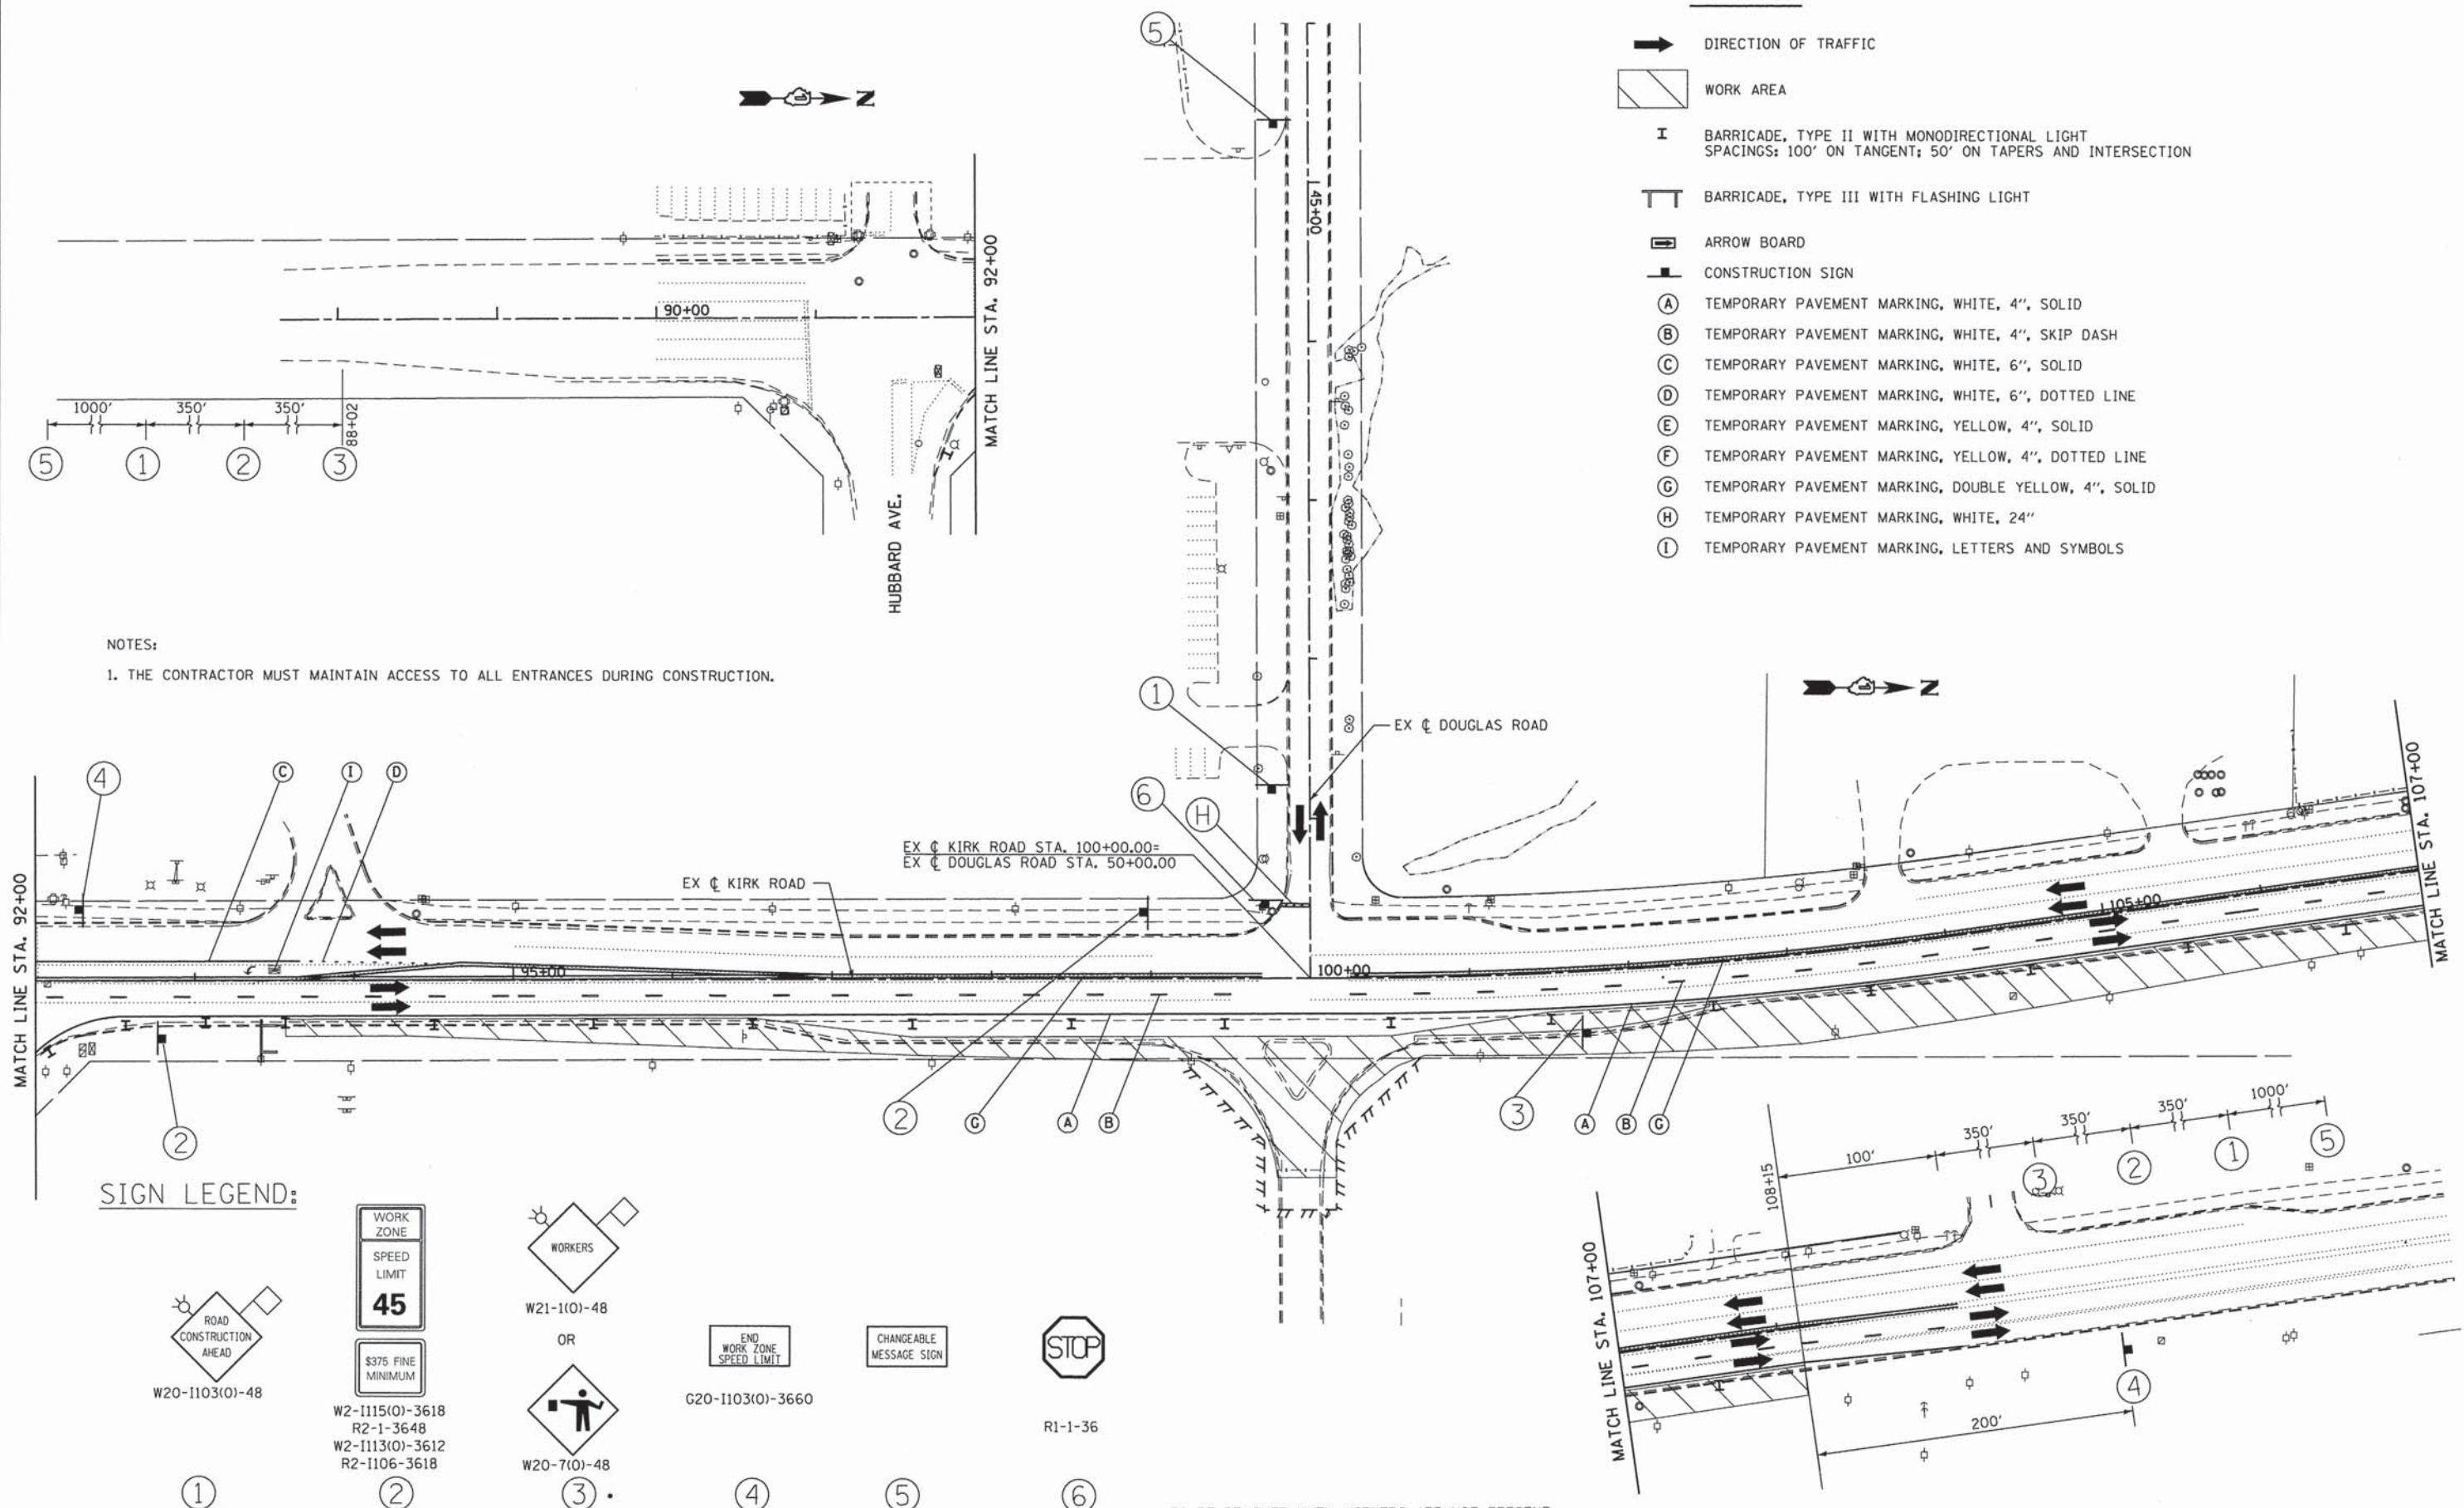 5
DIRECTION OF TRAFFIC
WORK AREA
BARRICADE, TYPE II WITH MONODIRECTIONAL LIGHT
SPACINGS: 100' ON TANGENT; 50' ON TAPERS AND INTERSECTION
BARRICADE, TYPE III WITH FLASHING LIGHT
ARROW BOARD
CONSTRUCTION SIGN
A TEMPORARY PAVEMENT MARKING, WHITE, 4", SOLID
B TEMPORARY PAVEMENT MARKING, WHITE, 4", SKIP DASH
C TEMPORARY PAVEMENT MARKING, WHITE, 6", SOLID
D TEMPORARY PAVEMENT MARKING, WHITE, 6", DOTTED LINE
E TEMPORARY PAVEMENT MARKING, YELLOW, 4", SOLID
F TEMPORARY PAVEMENT MARKING, YELLOW, 4", DOTTED LINE
G TEMPORARY PAVEMENT MARKING, DOUBLE YELLOW, 4", SOLID
H TEMPORARY PAVEMENT MARKING, WHITE, 24"
I TEMPORARY PAVEMENT MARKING, LETTERS AND SYMBOLS
N
45+00
90+00
MATCH LINE STA. 92+00
1000' 350' 350'
88+02
5 1 2 3
HUBBARD AVE.
NOTES:
1. THE CONTRACTOR MUST MAINTAIN ACCESS TO ALL ENTRANCES DURING CONSTRUCTION.
1
N
EX ℄ DOUGLAS ROAD
4 C I D
6 H
EX ℄ KIRK ROAD STA. 100+00.00=
EX ℄ DOUGLAS ROAD STA. 50+00.00
EX ℄ KIRK ROAD
MATCH LINE STA. 92+00
95+00
100+00
105+00
MATCH LINE STA. 107+00
2
2 G A B
3 A B G
108+15
100' 350' 350' 350' 1000'
3 2 1 5
MATCH LINE STA. 107+00
200'
4
SIGN LEGEND:
ROAD
CONSTRUCTION
AHEAD
W20-I103(O)-48
1
WORK
ZONE
SPEED
LIMIT
45
$375 FINE
MINIMUM
W2-I115(O)-3618
R2-1-3648
W2-I113(O)-3612
R2-I106-3618
2
WORKERS
W21-1(O)-48
OR
W20-7(O)-48
3
END
WORK ZONE
SPEED LIMIT
G20-I103(O)-3660
4
CHANGEABLE
MESSAGE SIGN
5
STOP
R1-1-36
6